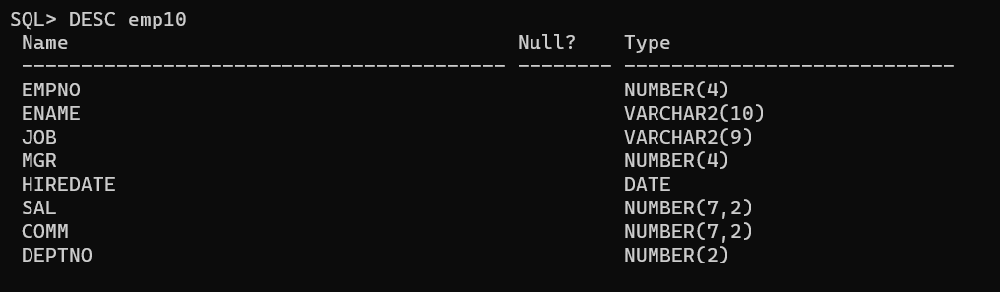 SQL> DESC emp10
 Name                                      Null?    Type
 ----------------------------------------- -------- ----------------------------
 EMPNO                                              NUMBER(4)
 ENAME                                              VARCHAR2(10)
 JOB                                                VARCHAR2(9)
 MGR                                                NUMBER(4)
 HIREDATE                                           DATE
 SAL                                                NUMBER(7,2)
 COMM                                               NUMBER(7,2)
 DEPTNO                                             NUMBER(2)